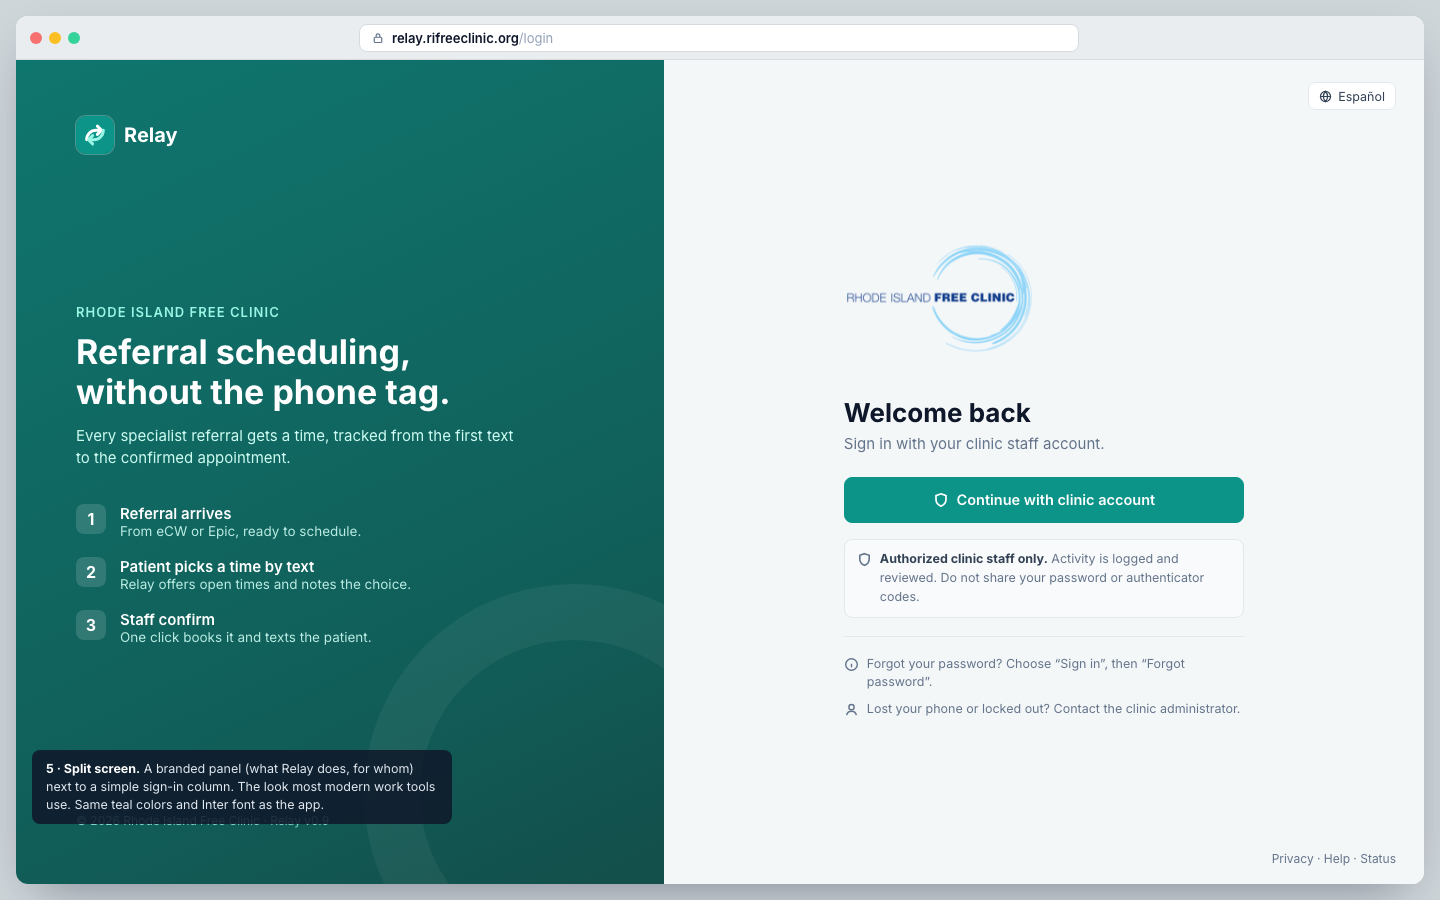 relay.rifreeclinic.org/login
Relay
RHODE ISLAND FREE CLINIC
Referral scheduling,
without the phone tag.
Every specialist referral gets a time, tracked from the first text
to the confirmed appointment.
1
Referral arrives
From eCW or Epic, ready to schedule.
2
Patient picks a time by text
Relay offers open times and notes the choice.
3
Staff confirm
One click books it and texts the patient.
5 · Split screen. A branded panel (what Relay does, for whom)
next to a simple sign-in column. The look most modern work tools
use. Same teal colors and Inter font as the app.
© 2026 Rhode Island Free Clinic · Relay v0.9
Español
RHODE ISLAND FREE CLINIC
Welcome back
Sign in with your clinic staff account.
Continue with clinic account
Authorized clinic staff only. Activity is logged and
reviewed. Do not share your password or authenticator
codes.
Forgot your password? Choose “Sign in”, then “Forgot
password”.
Lost your phone or locked out? Contact the clinic administrator.
Privacy · Help · Status